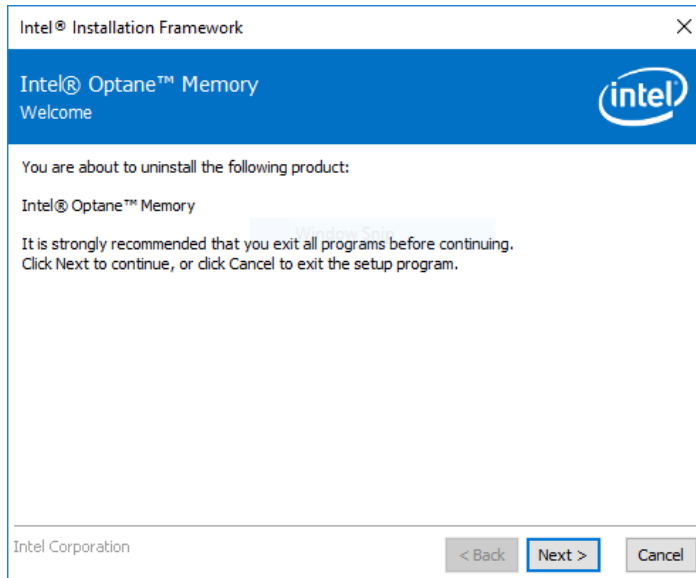 Intel® Installation Framework
Intel® Optane™ Memory
Welcome
intel
You are about to uninstall the following product:
Intel® Optane™ Memory
Window Snip
It is strongly recommended that you exit all programs before continuing.
Click Next to continue, or click Cancel to exit the setup program.
Intel Corporation
< Back Next > Cancel